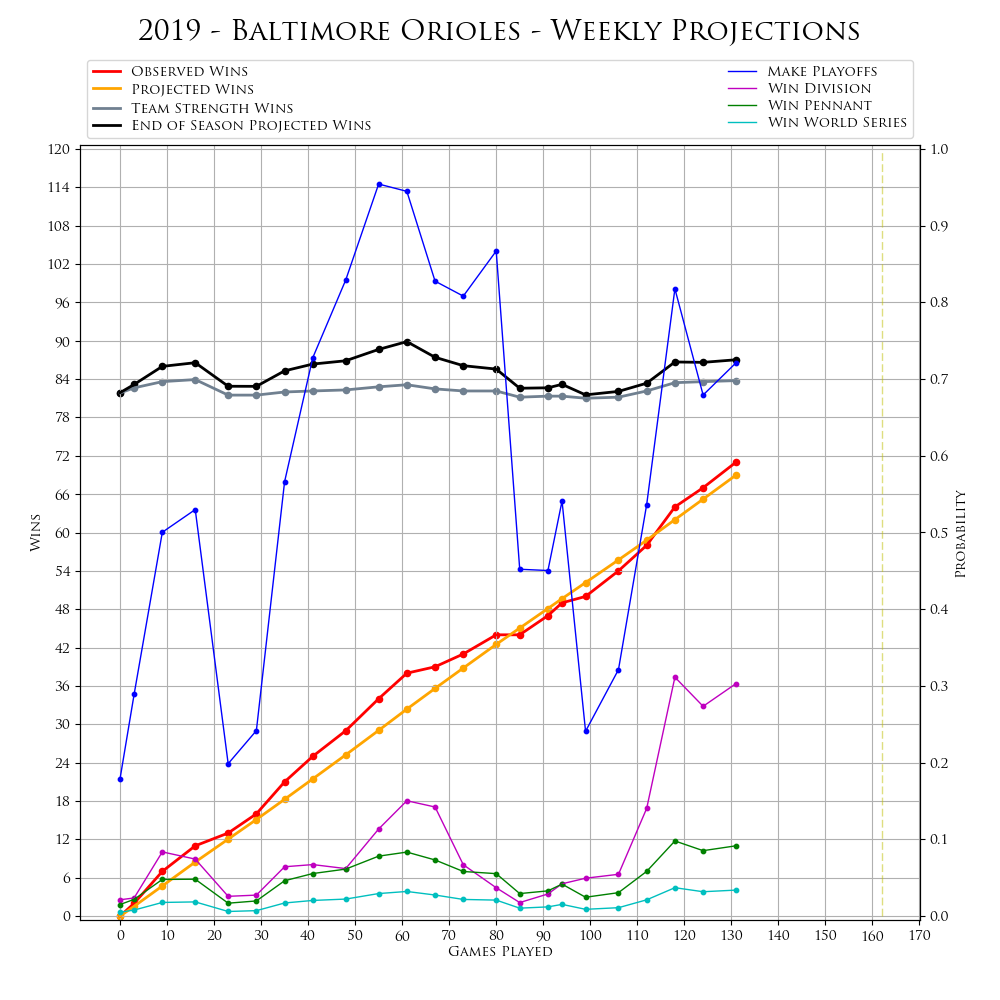 2019 - Baltimore Orioles - Weekly Projections
Observed Wins
Projected Wins
Team Strength Wins
End of Season Projected Wins
Make Playoffs
Win Division
Win Pennant
Win World Series
120
114
108
102
96
90
84
78
72
66
60
54
48
42
36
30
24
18
12
6
0
Wins
1.0
0.9
0.8
0.7
0.6
0.5
0.4
0.3
0.2
0.1
0.0
Probability
0 10 20 30 40 50 60 70 80 90 100 110 120 130 140 150 160 170
Games Played